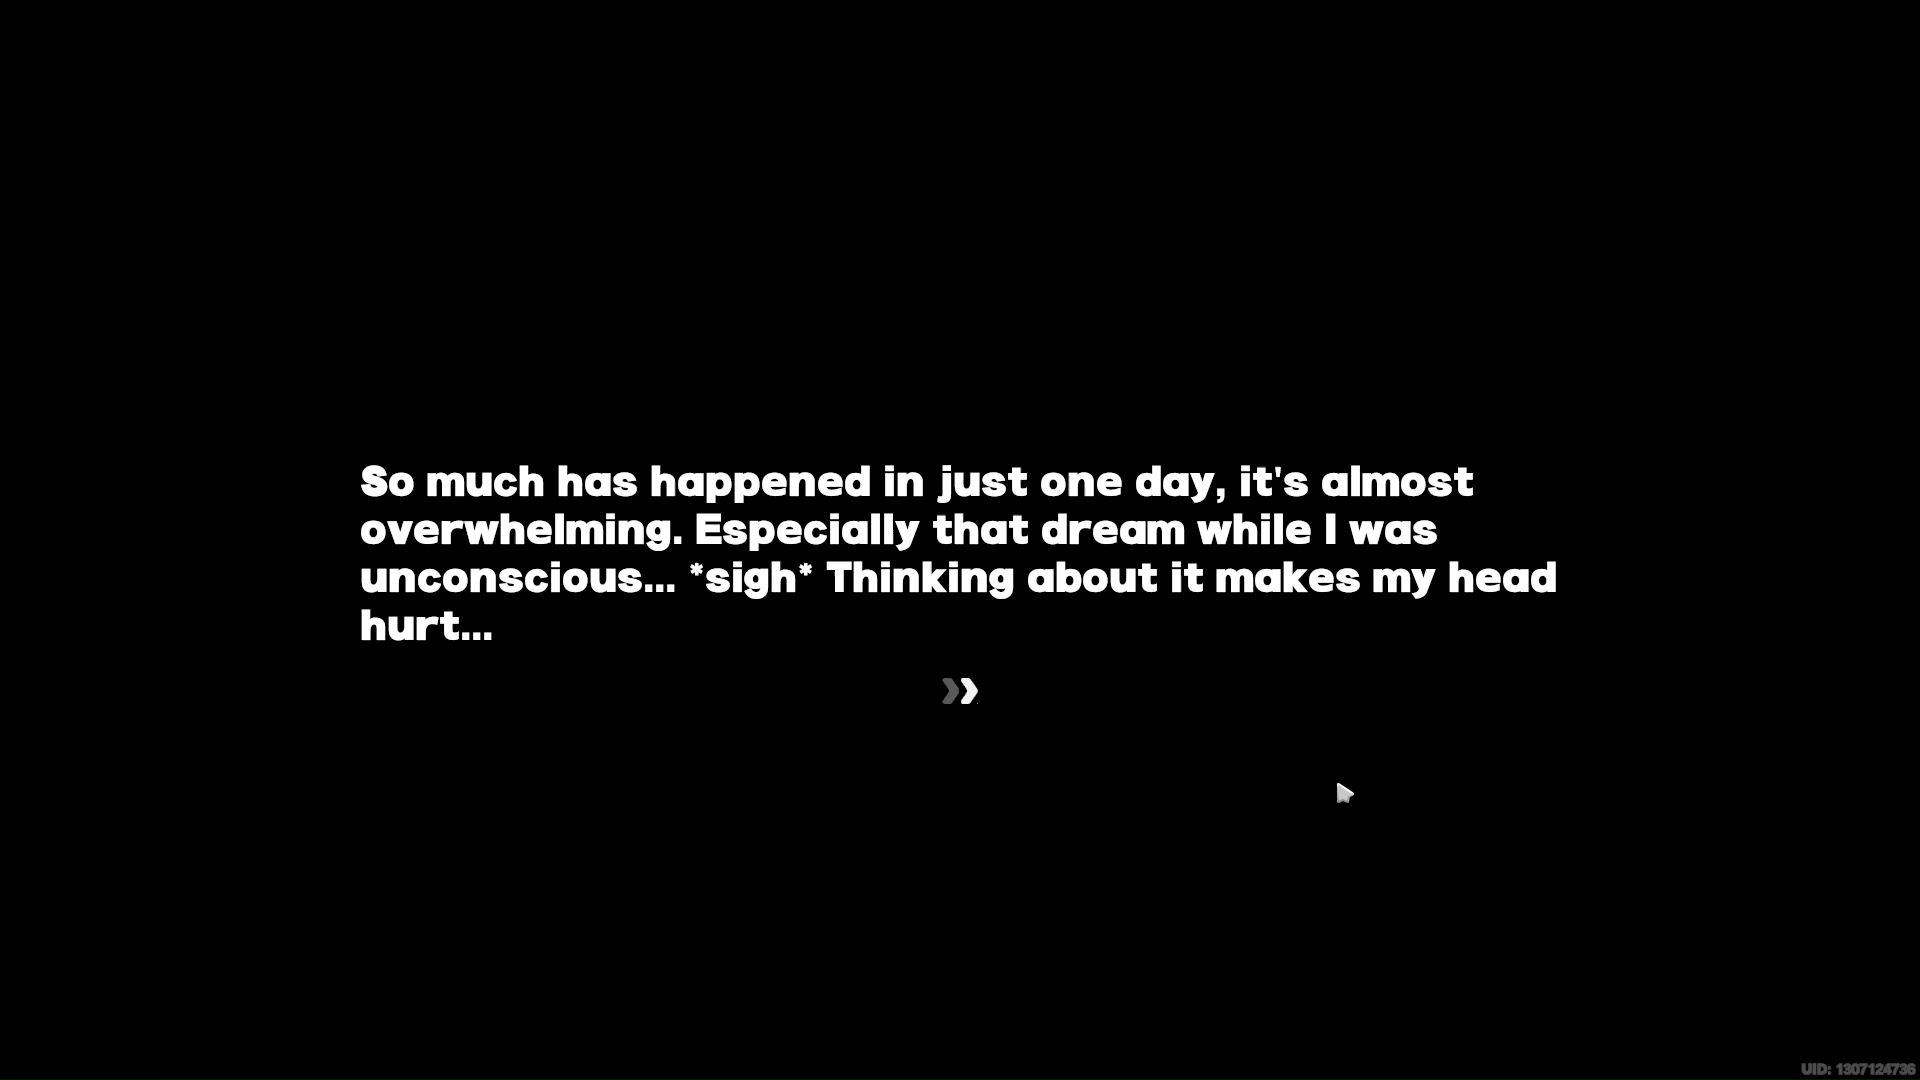 So much has happened in just one day, it's almost
overwhelming. Especially that dream while I was
unconscious... *sigh* Thinking about it makes my head
hurt...
UID: 1307124736